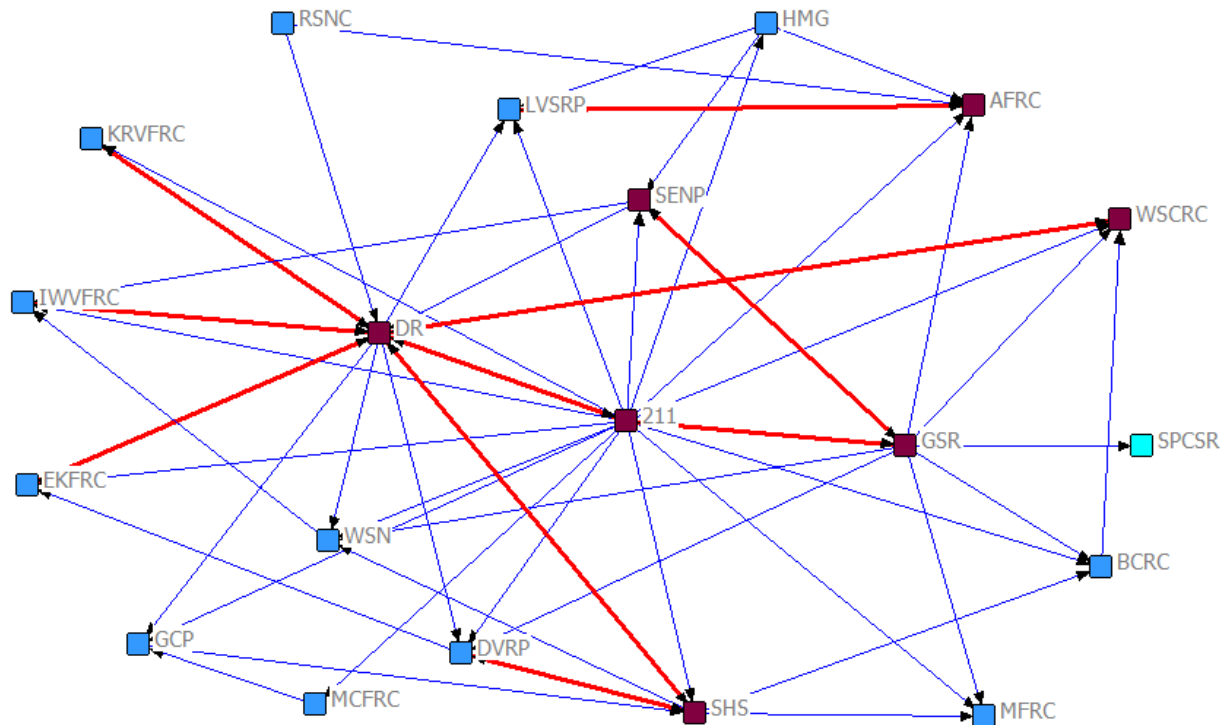 RSNC
HMG
LVSRP
AFRC
KRVFRC
SENP
WSCRC
IWVFRC
DR
211
GSR
SPCSR
EKFRC
WSN
BCRC
GCP
DVRP
MCFRC
SHS
MFRC